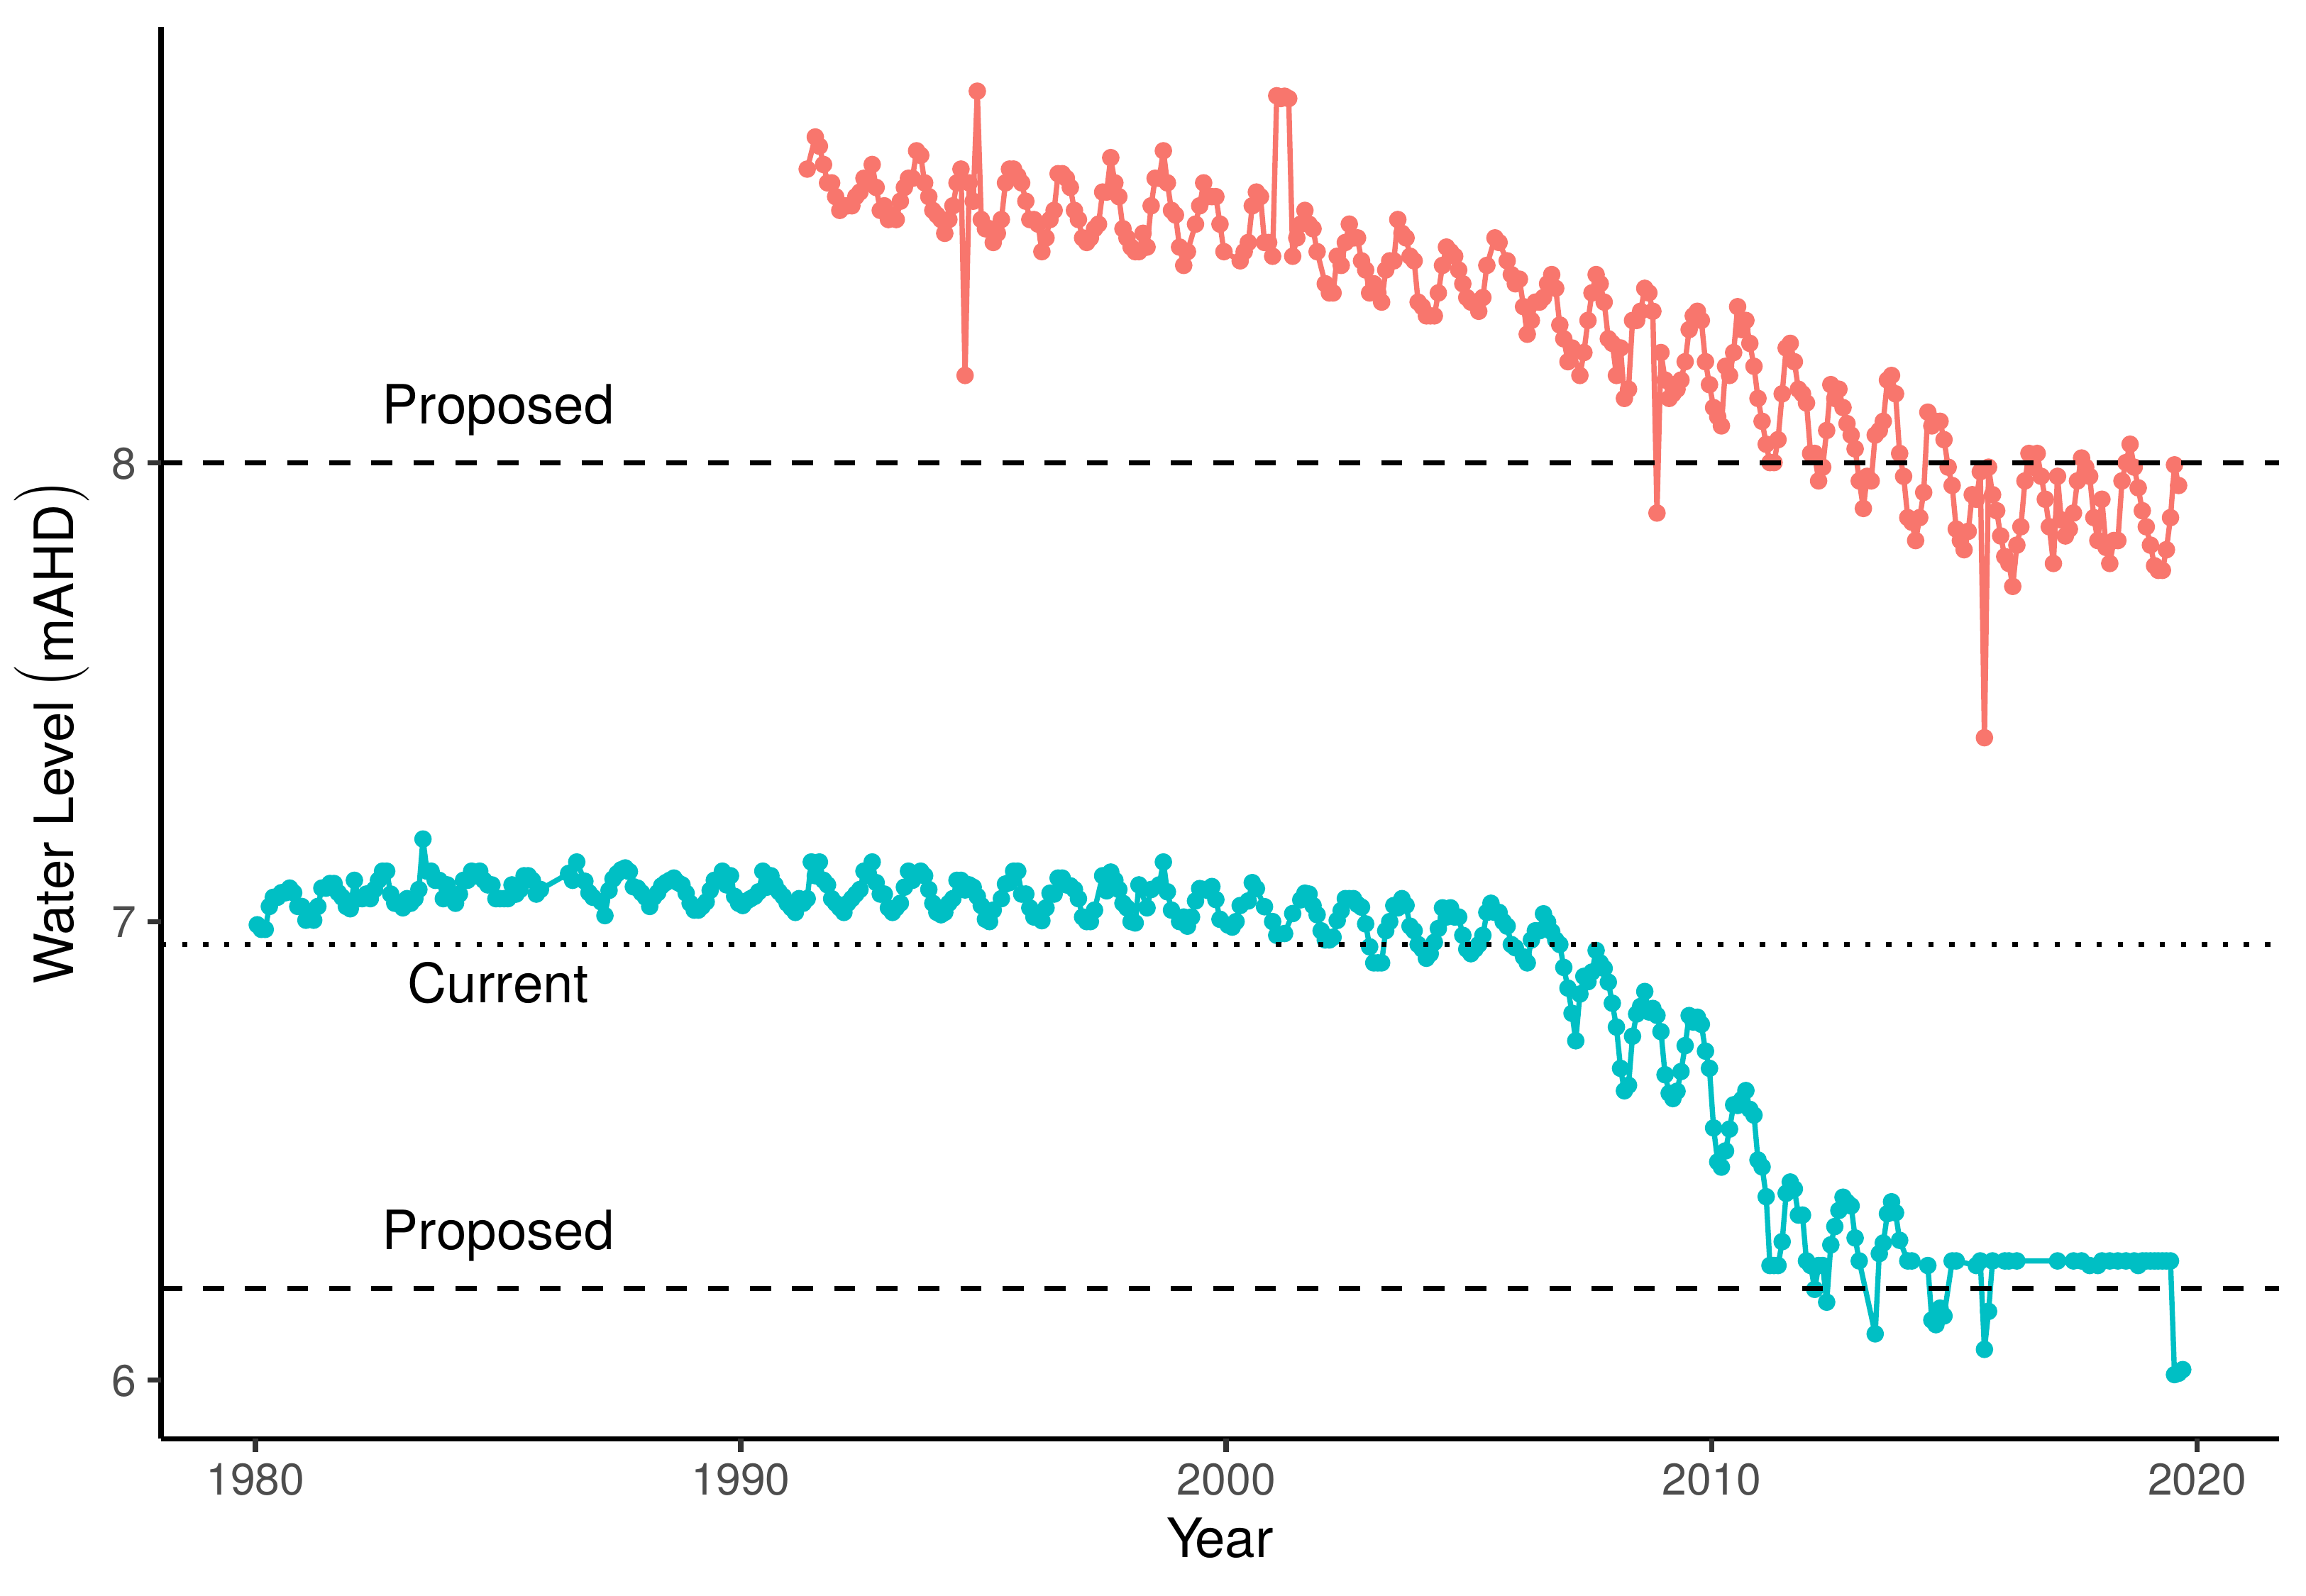 Proposed
8
Water Level (mAHD)
7
Current
Proposed
6
1980 1990 2000 2010 2020
Year